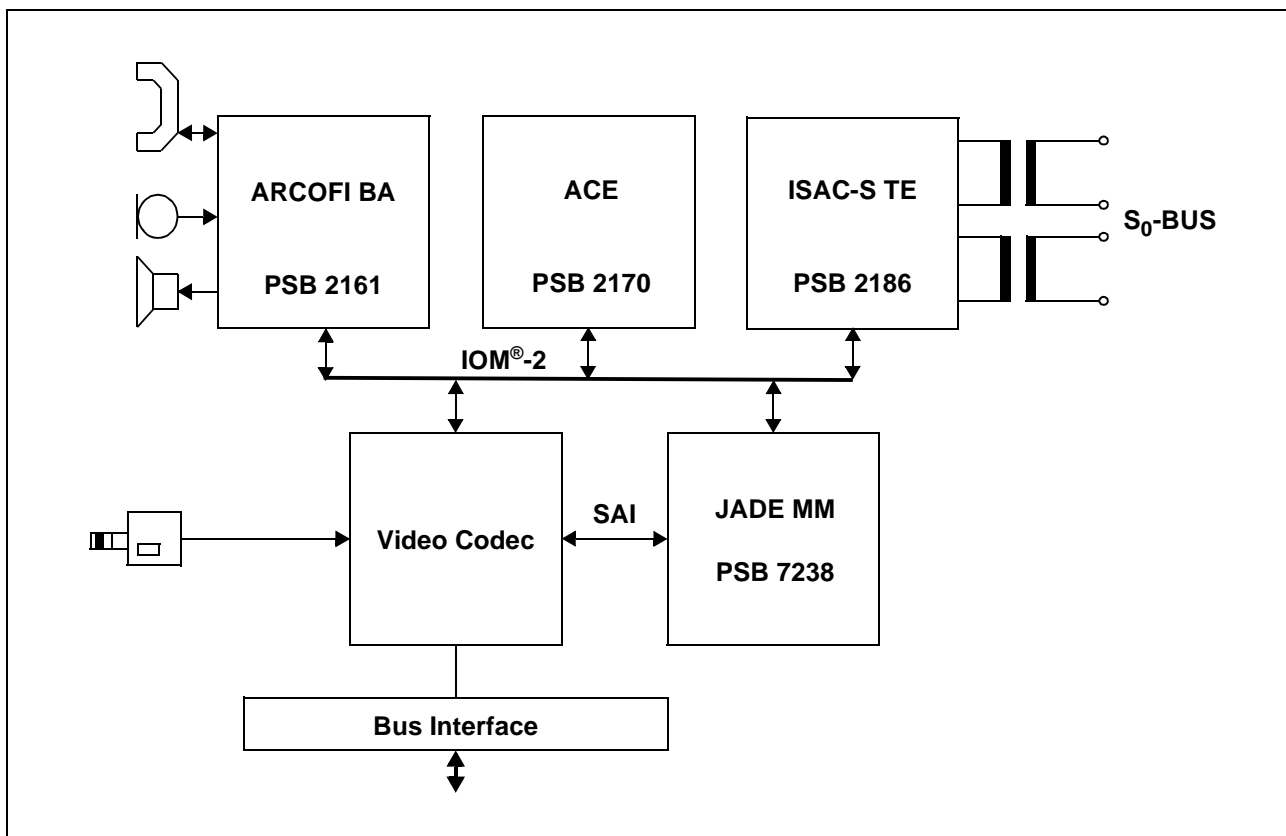 ARCOFI BA
PSB 2161
ACE
PSB 2170
ISAC-S TE
PSB 2186
S0-BUS
IOM®-2
Video Codec
SAI
JADE MM
PSB 7238
Bus Interface